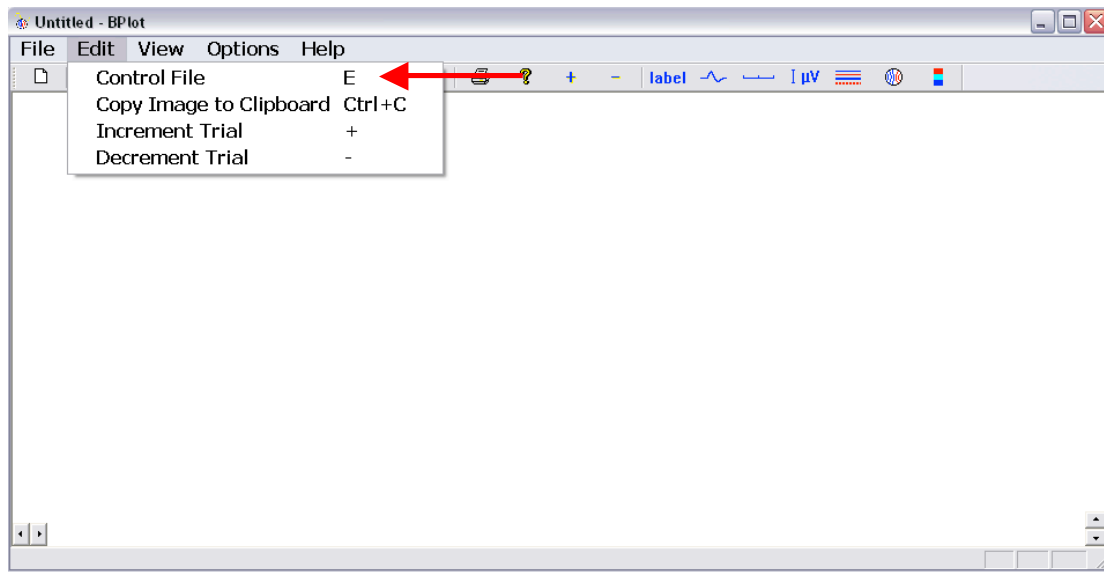 Untitled - BPlot
File Edit View Options Help
Control File E
? + - label I µV
Copy Image to Clipboard Ctrl+C
Increment Trial +
Decrement Trial -